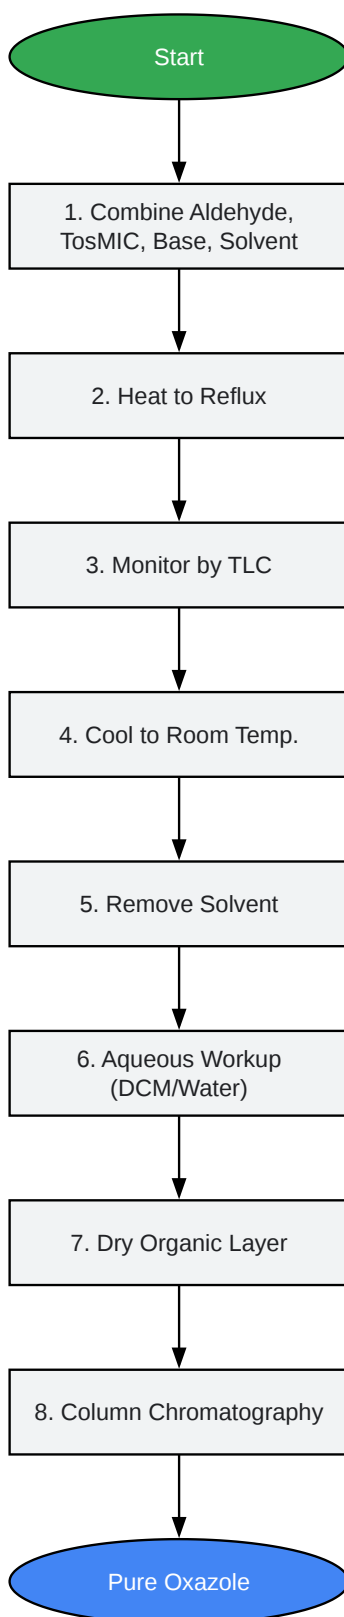 Start
1. Combine Aldehyde,
TosMIC, Base, Solvent
2. Heat to Reflux
3. Monitor by TLC
4. Cool to Room Temp.
5. Remove Solvent
6. Aqueous Workup
(DCM/Water)
7. Dry Organic Layer
8. Column Chromatography
Pure Oxazole